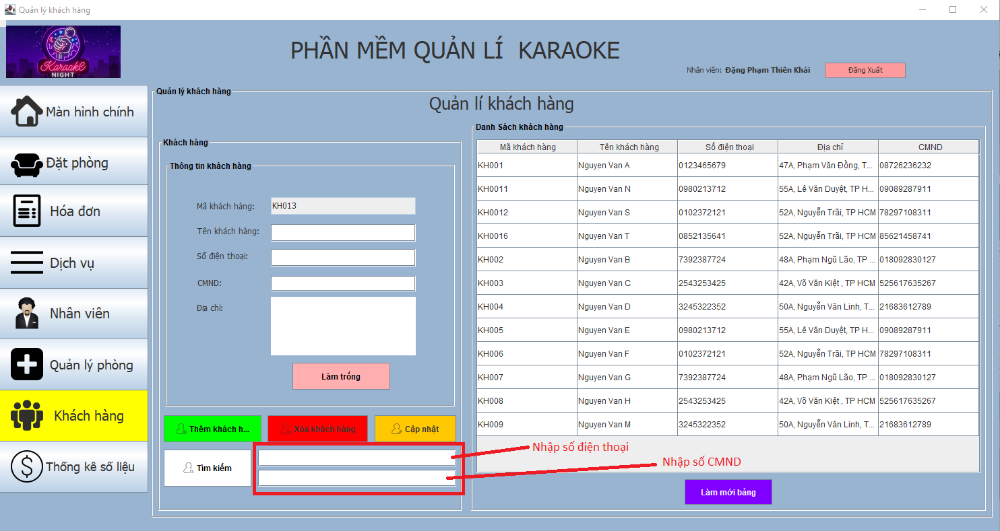 Quản lý khách hàng
Karaoke
NIGHT
PHẦN MỀM QUẢN LÍ  KARAOKE
Nhân viên: Đặng Phạm Thiên Khải
Đăng Xuất
Màn hình chính
Đặt phòng
Hóa đơn
Dịch vụ
Nhân viên
Quản lý phòng
Khách hàng
Thống kê số liệu
Quản lý khách hàng
Quản lí khách hàng
Khách hàng
Thông tin khách hàng
Mã khách hàng: KH013
Tên khách hàng:
Số điện thoại:
CMND:
Địa chỉ:
Làm trống
Thêm khách h...
Xóa khách hàng
Cập nhật
Tìm kiếm
Danh Sách khách hàng
Mã khách hàng Tên khách hàng Số điện thoại Địa chỉ CMND
KH001 Nguyen Van A 0123465679 47A, Phạm Văn Đồng, T... 08726236232
KH0011 Nguyen Van N 0980213712 55A, Lê Văn Duyệt, TP H... 09089287911
KH0012 Nguyen Van S 0102372121 52A, Nguyễn Trãi, TP HCM 78297108311
KH0016 Nguyen Van T 0852135641 52A, Nguyễn Trãi, TP HCM 85621458741
KH002 Nguyen Van B 7392387724 48A, Phạm Ngũ Lão, TP ... 018092830127
KH003 Nguyen Van C 2543253425 42A, Võ Văn Kiệt , TP HCM 525617635267
KH004 Nguyen Van D 3245322352 50A, Nguyễn Văn Linh, T... 21683612789
KH005 Nguyen Van E 0980213712 55A, Lê Văn Duyệt, TP H... 09089287911
KH006 Nguyen Van F 0102372121 52A, Nguyễn Trãi, TP HCM 78297108311
KH007 Nguyen Van G 7392387724 48A, Phạm Ngũ Lão, TP ... 018092830127
KH008 Nguyen Van H 2543253425 42A, Võ Văn Kiệt , TP HCM 525617635267
KH009 Nguyen Van M 3245322352 50A, Nguyễn Văn Linh, T... 21683612789
Nhập số điện thoại
Nhập số CMND
Làm mới bảng